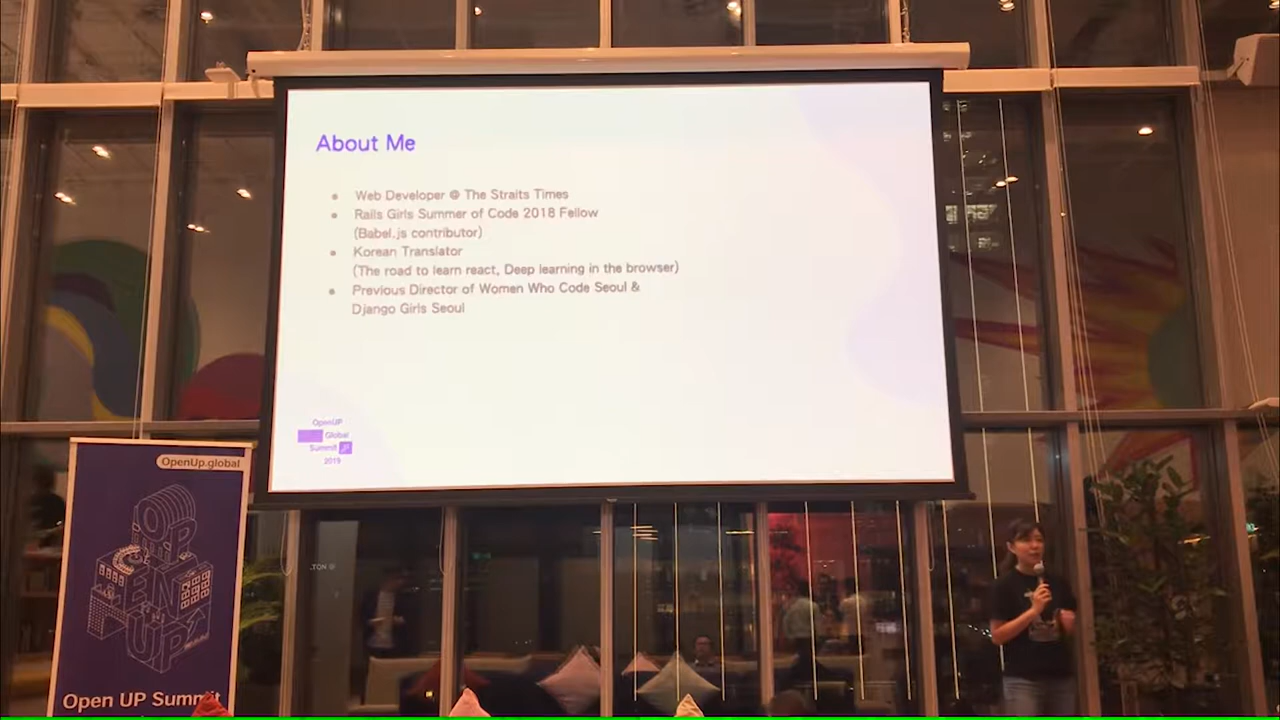 About Me
Web Developer @ The Straits Times
Rails Girls Summer of Code 2018 Fellow
(Babel.js contributor)
Korean Translator
(The road to learn react, Deep learning in the browser)
Previous Director of Women Who Code Seoul &
Django Girls Seoul
OpenUP
Global
Summit
2019
OpenUp.global
OPEN
UP
Open UP Summit